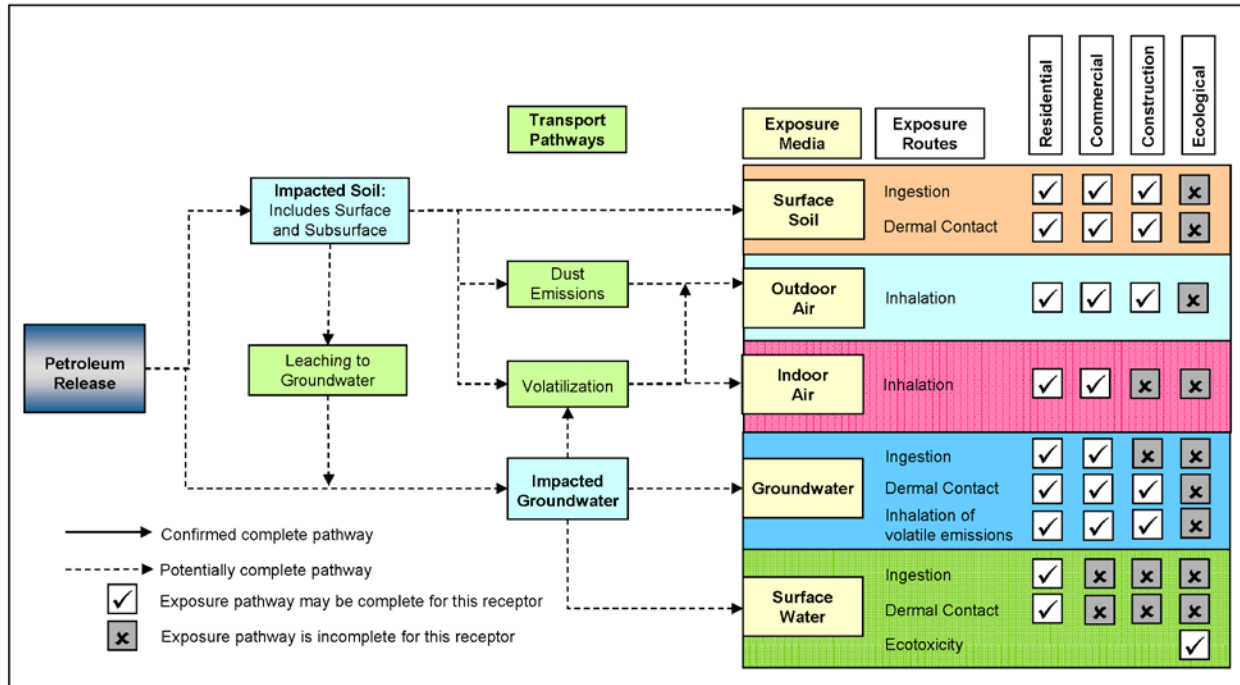 Residential
Commercial
Construction
Ecological
Transport
Pathways
Exposure
Media
Exposure
Routes
Impacted Soil:
Includes Surface
and Subsurface
Surface
Soil
Ingestion
Dermal Contact
Dust
Emissions
Outdoor
Air
Inhalation
Petroleum
Release
Leaching to
Groundwater
Volatilization
Indoor
Air
Inhalation
Impacted
Groundwater
Groundwater
Ingestion
Dermal Contact
Inhalation of
volatile emissions
Surface
Water
Ingestion
Dermal Contact
Ecotoxicity
Confirmed complete pathway
Potentially complete pathway
Exposure pathway may be complete for this receptor
Exposure pathway is incomplete for this receptor